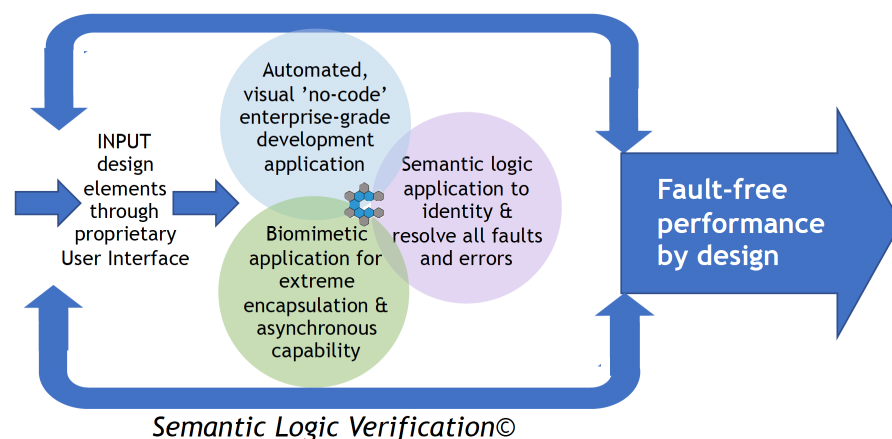 INPUT
design
elements
through
proprietary
User Interface
Automated,
visual ’no-code’
enterprise-grade
development
application
Semantic logic
application to
identity &
resolve all faults
and errors
Biomimetic
application for
extreme
encapsulation &
asynchronous
capability
Fault-free
performance
by design
Semantic Logic Verification©